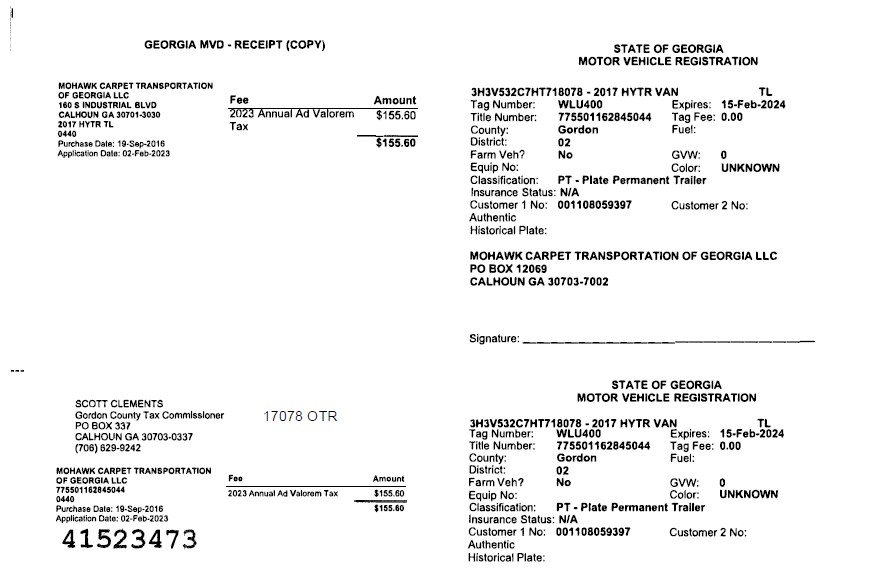 GEORGIA MVD - RECEIPT (COPY)
MOHAWK CARPET TRANSPORTATION
OF GEORGIA LLC
160 S INDUSTRIAL BLVD
CALHOUN GA 30701-3030
2017 HYTR TL
0440
Purchase Date: 19-Sep-2016
Application Date: 02-Feb-2023
Fee Amount
2023 Annual Ad Valorem $155.60
Tax
$155.60
STATE OF GEORGIA
MOTOR VEHICLE REGISTRATION
3H3V532C7HT718078 - 2017 HYTR VAN TL
Tag Number: WLU400 Expires: 15-Feb-2024
Title Number: 775501162845044 Tag Fee: 0.00
County: Gordon Fuel:
District: 02
Farm Veh? No GVW: 0
Equip No: Color: UNKNOWN
Classification: PT - Plate Permanent Trailer
Insurance Status: N/A
Customer 1 No: 001108059397 Customer 2 No:
Authentic
Historical Plate:
MOHAWK CARPET TRANSPORTATION OF GEORGIA LLC
PO BOX 12069
CALHOUN GA 30703-7002
Signature:
SCOTT CLEMENTS
Gordon County Tax Commissioner
PO BOX 337
CALHOUN GA 30703-0337
(706) 629-9242
17078 OTR
MOHAWK CARPET TRANSPORTATION
OF GEORGIA LLC
775501162845044
0440
Purchase Date: 19-Sep-2016
Application Date: 02-Feb-2023
Fee Amount
2023 Annual Ad Valorem Tax $155.60
$155.60
41523473
STATE OF GEORGIA
MOTOR VEHICLE REGISTRATION
3H3V532C7HT718078 - 2017 HYTR VAN TL
Tag Number: WLU400 Expires: 15-Feb-2024
Title Number: 775501162845044 Tag Fee: 0.00
County: Gordon Fuel:
District: 02
Farm Veh? No GVW: 0
Equip No: Color: UNKNOWN
Classification: PT - Plate Permanent Trailer
Insurance Status: N/A
Customer 1 No: 001108059397 Customer 2 No:
Authentic
Historical Plate: